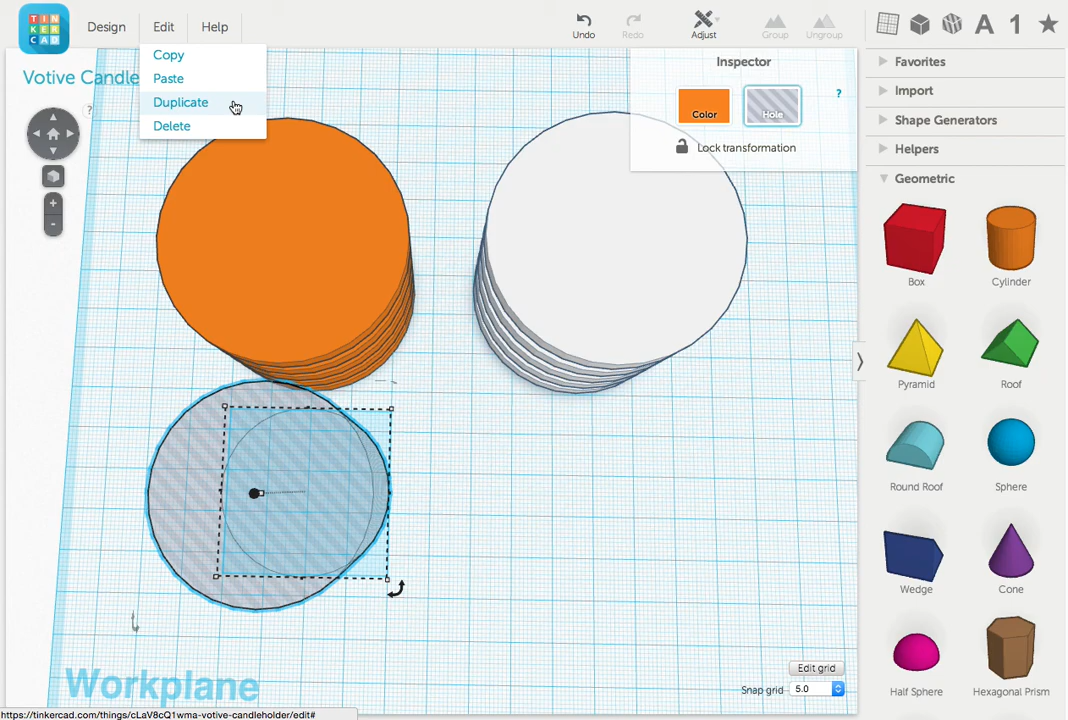 TIN
KER
CAD
Design
Edit
Help
Undo
Redo
Adjust
Group
Ungroup
Copy
Paste
Duplicate
Delete
Votive Candle
?
Inspector
Color
Hole
?
Lock transformation
Favorites
Import
Shape Generators
Helpers
Geometric
Box
Cylinder
Pyramid
Roof
Round Roof
Sphere
Wedge
Cone
Half Sphere
Hexagonal Prism
Workplane
Edit grid
Snap grid 5.0
https://tinkercad.com/things/cLaV8cQ1wma-votive-candleholder/edit#